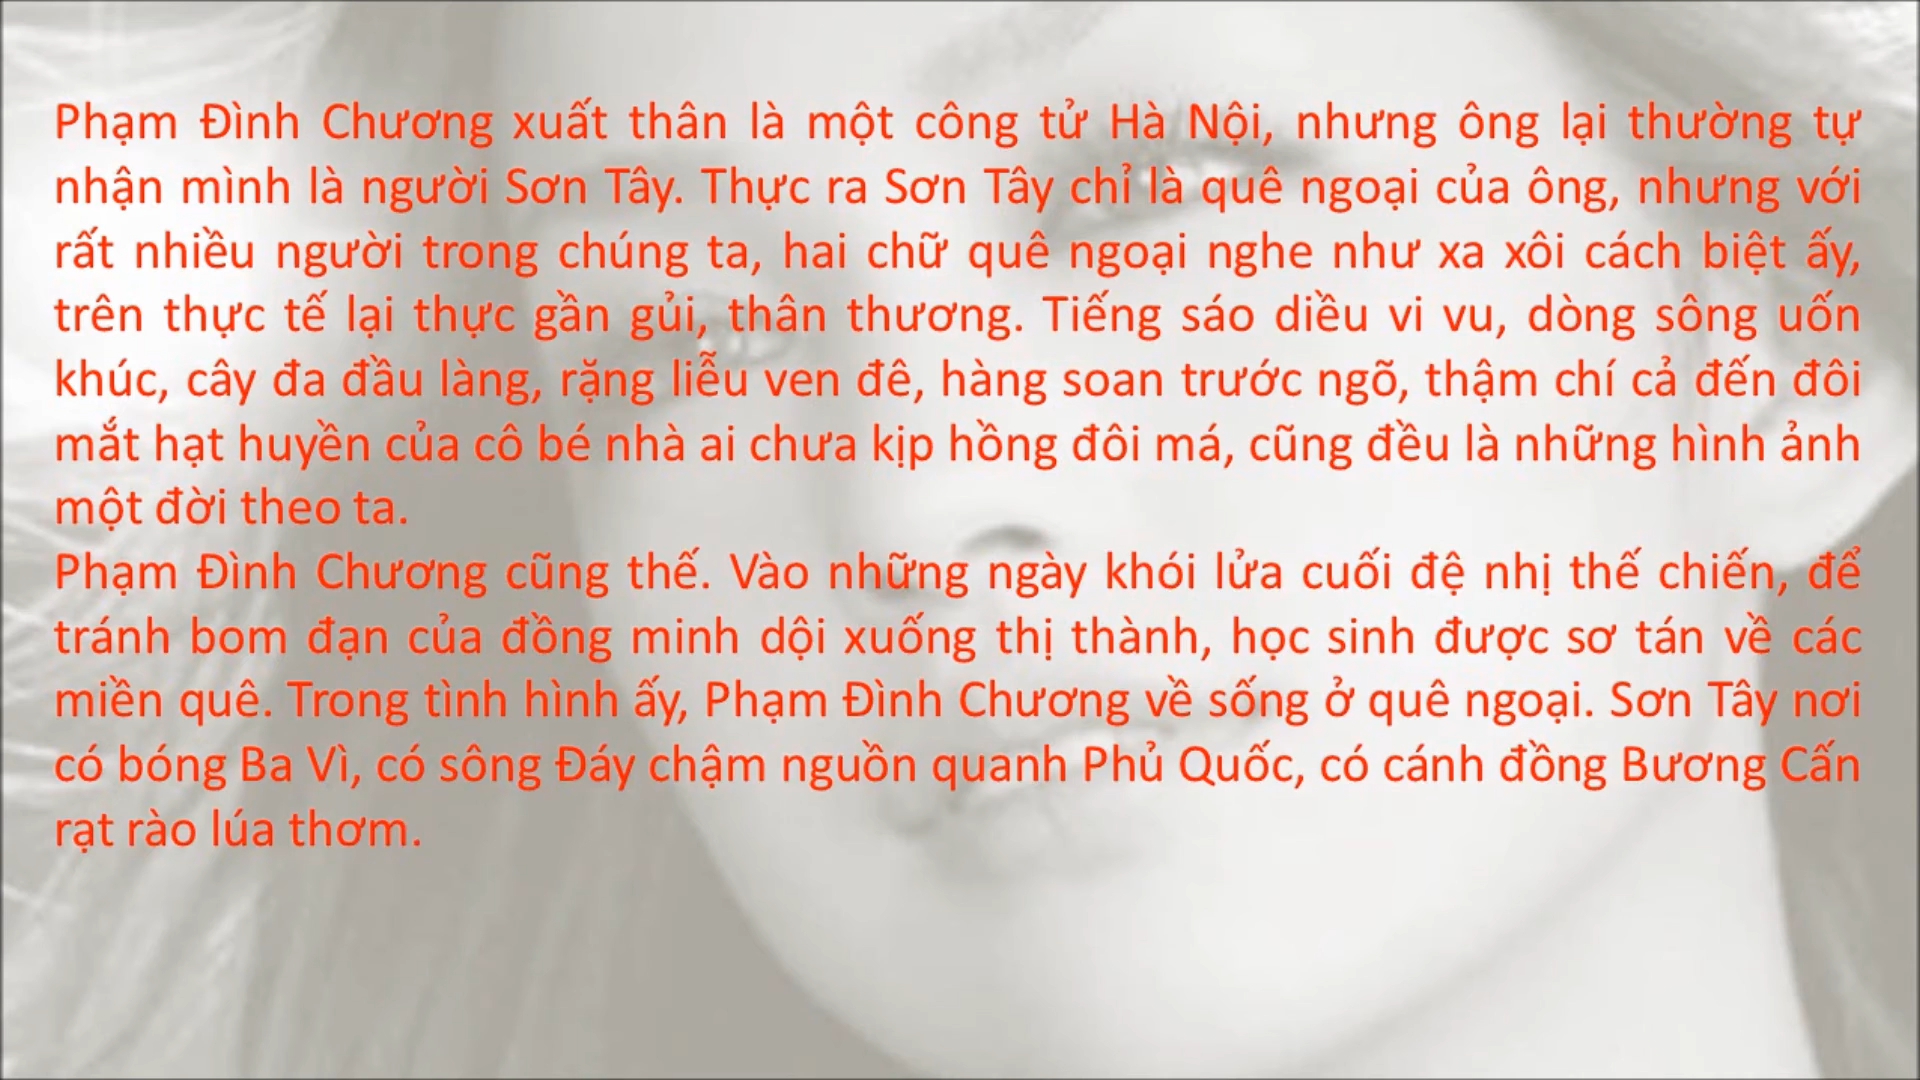 Phạm Đình Chương xuất thân là một công tử Hà Nội, nhưng ông lại thường tự
nhận mình là người Sơn Tây. Thực ra Sơn Tây chỉ là quê ngoại của ông, nhưng với
rất nhiều người trong chúng ta, hai chữ quê ngoại nghe như xa xôi cách biệt ấy,
trên thực tế lại thực gần gủi, thân thương. Tiếng sáo diều vi vu, dòng sông uốn
khúc, cây đa đầu làng, rặng liễu ven đê, hàng soan trước ngõ, thậm chí cả đến đôi
mắt hạt huyền của cô bé nhà ai chưa kịp hồng đôi má, cũng đều là những hình ảnh
một đời theo ta.
Phạm Đình Chương cũng thế. Vào những ngày khói lửa cuối đệ nhị thế chiến, để
tránh bom đạn của đồng minh dội xuống thị thành, học sinh được sơ tán về các
miền quê. Trong tình hình ấy, Phạm Đình Chương về sống ở quê ngoại. Sơn Tây nơi
có bóng Ba Vì, có sông Đáy chậm nguồn quanh Phủ Quốc, có cánh đồng Bương Cấn
rạt rào lúa thơm.